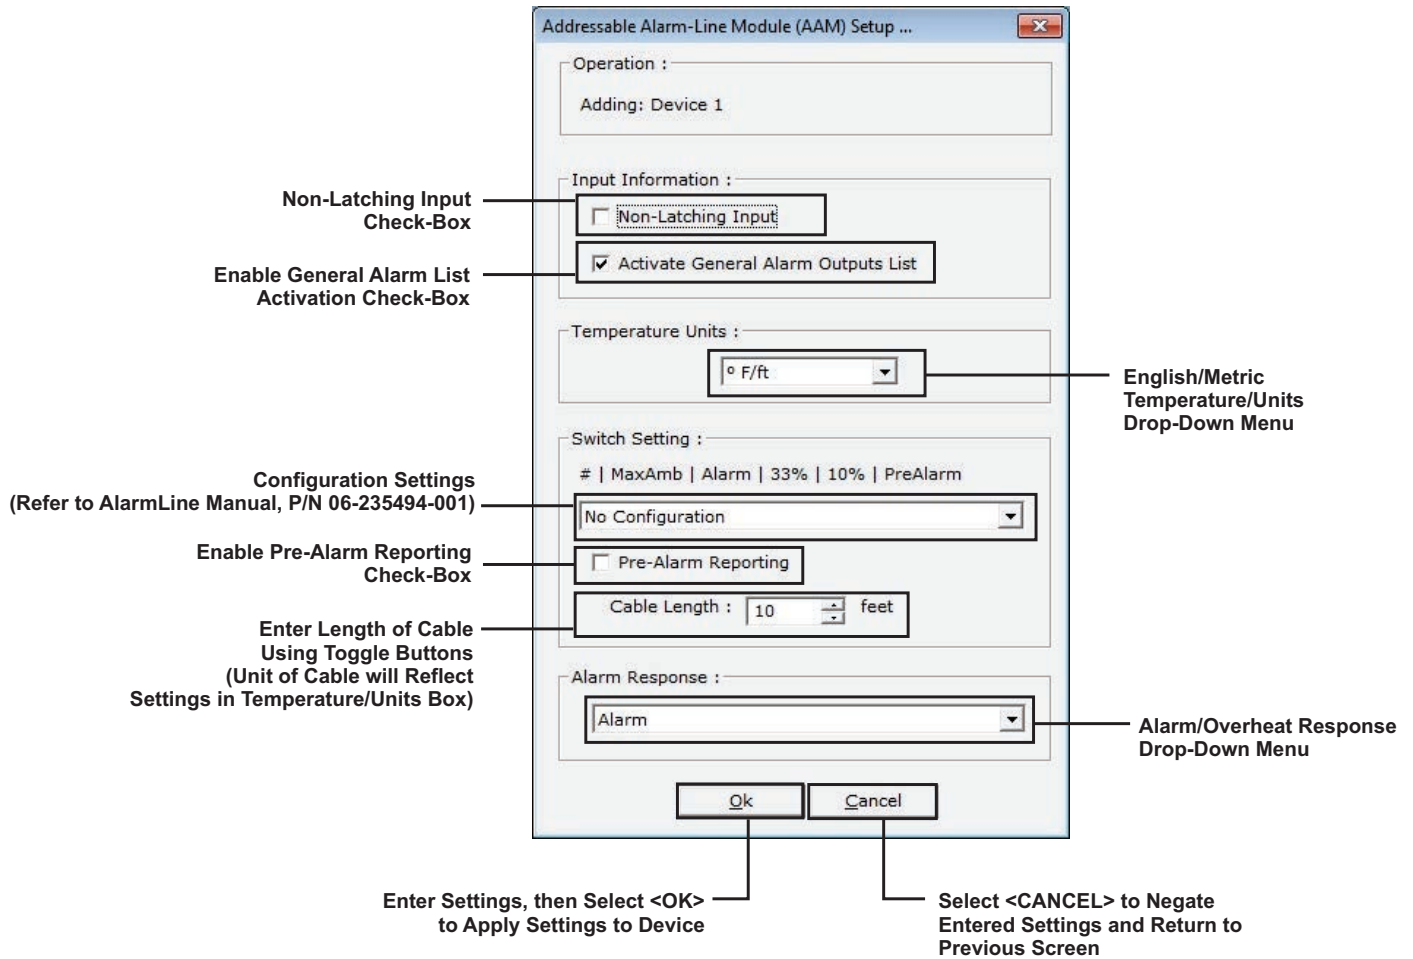 Addressable Alarm-Line Module (AAM) Setup ...
Operation :
Adding: Device 1
Input Information :
Non-Latching Input
Check-Box
Non-Latching Input
Activate General Alarm Outputs List
Enable General Alarm List
Activation Check-Box
Temperature Units :
º F/ft
English/Metric
Temperature/Units
Drop-Down Menu
Switch Setting :
# | MaxAmb | Alarm | 33% | 10% | PreAlarm
Configuration Settings
(Refer to AlarmLine Manual, P/N 06-235494-001)
No Configuration
Enable Pre-Alarm Reporting
Check-Box
Pre-Alarm Reporting
Cable Length : 10 feet
Enter Length of Cable
Using Toggle Buttons
(Unit of Cable will Reflect
Settings in Temperature/Units Box)
Alarm Response :
Alarm
Alarm/Overheat Response
Drop-Down Menu
Ok
Cancel
Enter Settings, then Select <OK>
to Apply Settings to Device
Select <CANCEL> to Negate
Entered Settings and Return to
Previous Screen